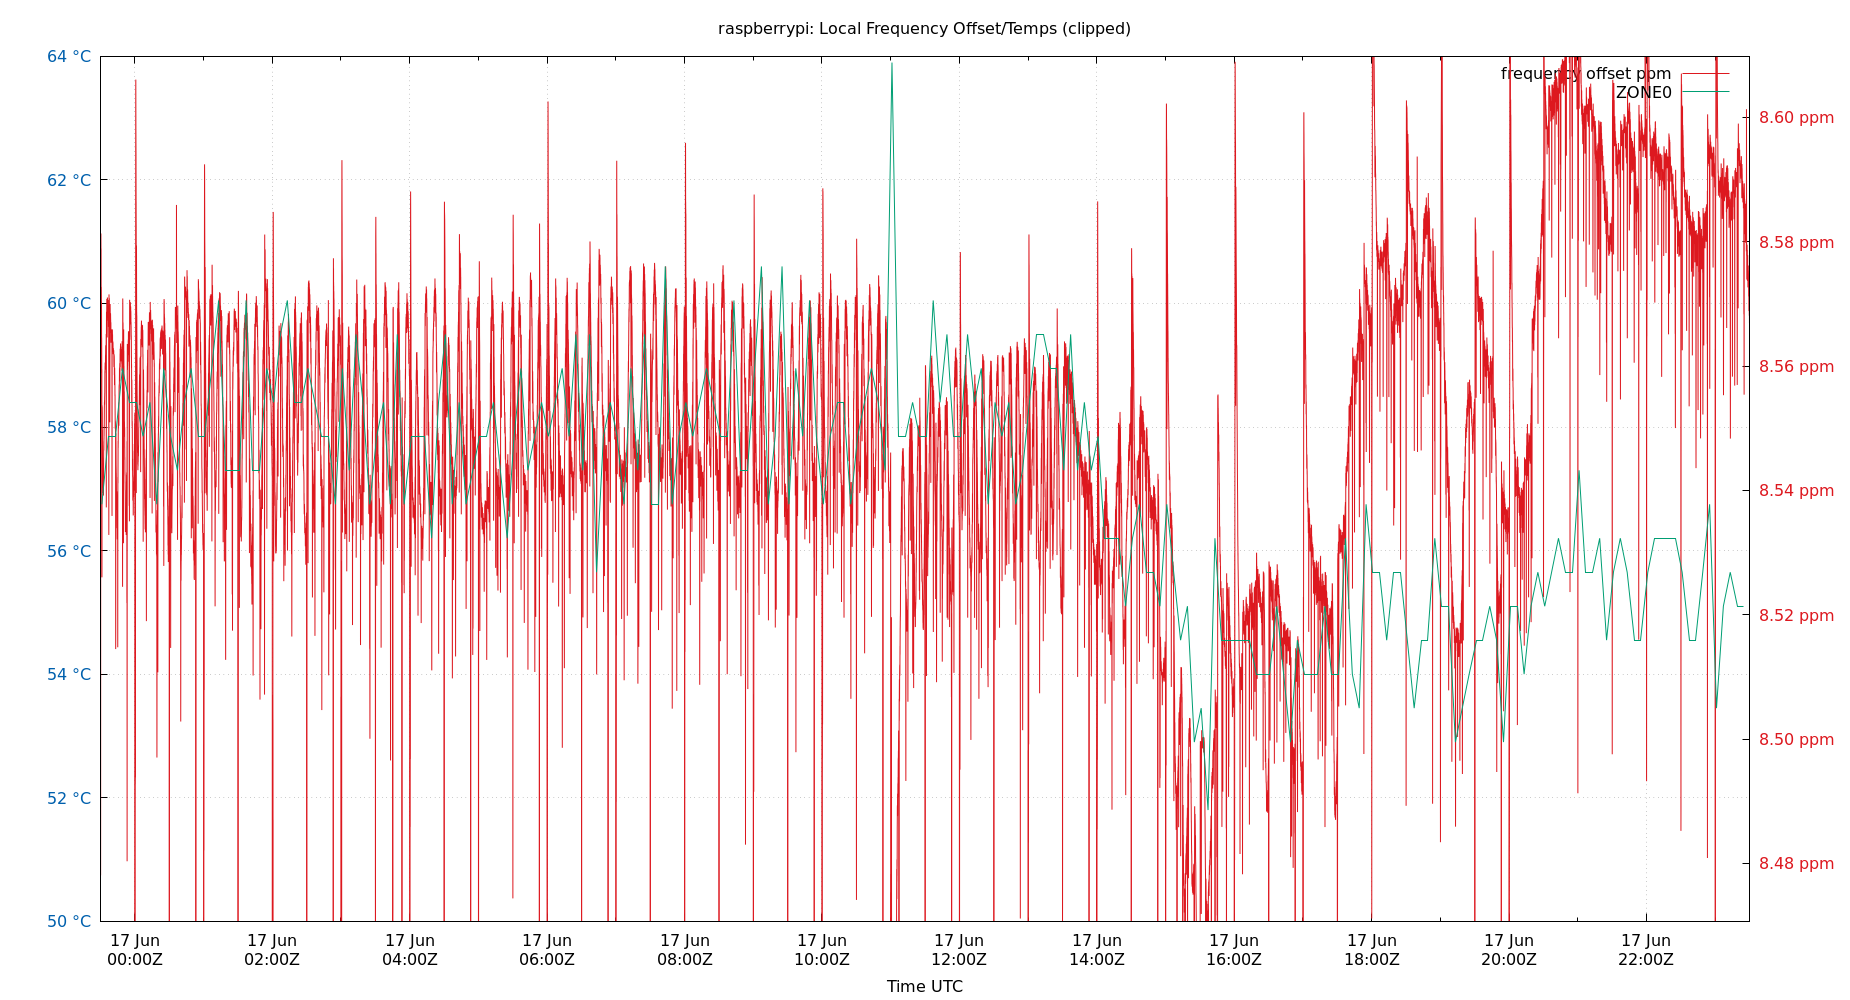 raspberrypi: Local Frequency Offset/Temps (clipped)
64 °C
62 °C
60 °C
58 °C
56 °C
54 °C
52 °C
50 °C
frequency offset ppm
ZONE0
8.60 ppm
8.58 ppm
8.56 ppm
8.54 ppm
8.52 ppm
8.50 ppm
8.48 ppm
17 Jun 17 Jun 17 Jun 17 Jun 17 Jun 17 Jun 17 Jun 17 Jun 17 Jun 17 Jun 17 Jun 17 Jun
00:00Z 02:00Z 04:00Z 06:00Z 08:00Z 10:00Z 12:00Z 14:00Z 16:00Z 18:00Z 20:00Z 22:00Z
Time UTC